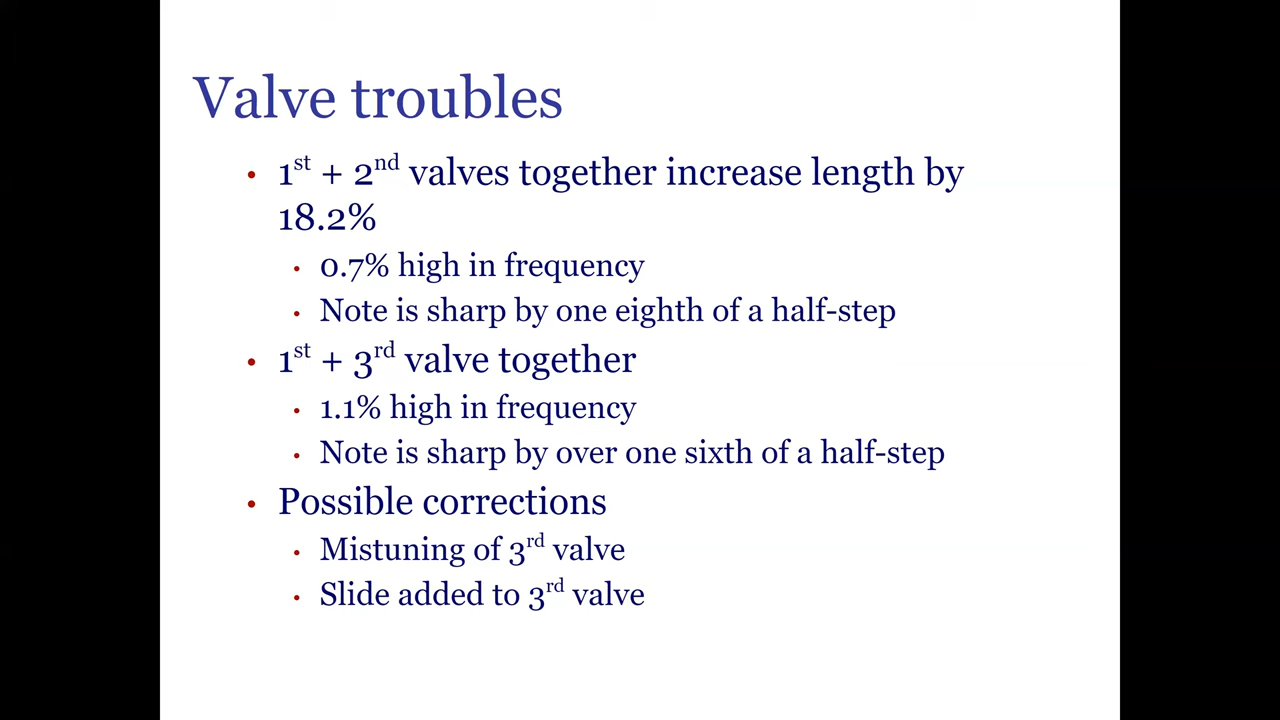 Valve troubles
• 1st + 2nd valves together increase length by
18.2%
• 0.7% high in frequency
• Note is sharp by one eighth of a half-step
• 1st + 3rd valve together
• 1.1% high in frequency
• Note is sharp by over one sixth of a half-step
• Possible corrections
• Mistuning of 3rd valve
• Slide added to 3rd valve